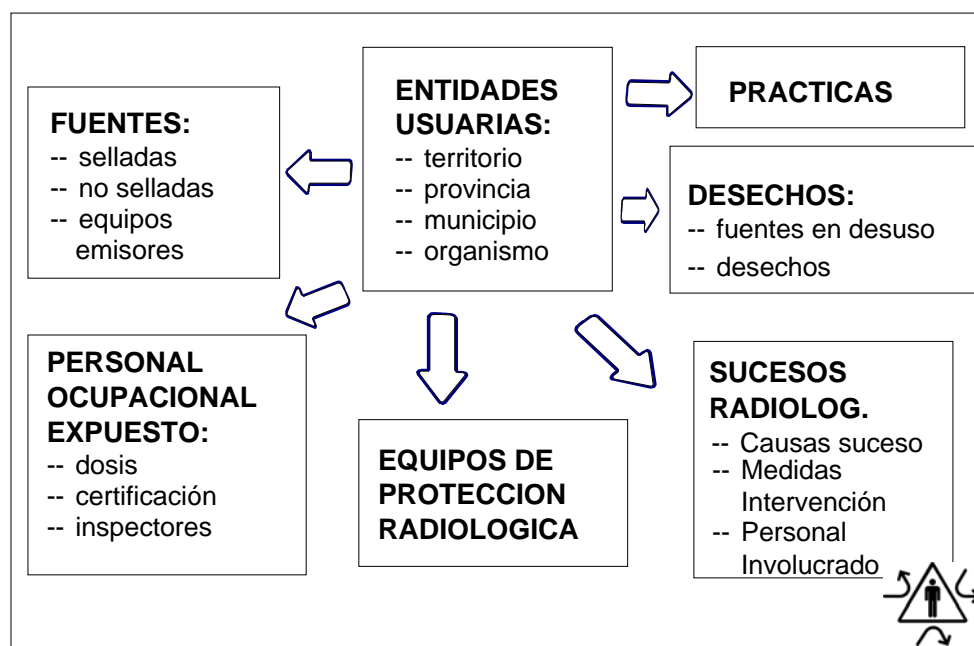 FUENTES:
-- selladas
-- no selladas
-- equipos
emisores
ENTIDADES
USUARIAS:
-- territorio
-- provincia
-- municipio
-- organismo
PRACTICAS
DESECHOS:
-- fuentes en desuso
-- desechos
PERSONAL
OCUPACIONAL
EXPUESTO:
-- dosis
-- certificación
-- inspectores
EQUIPOS DE
PROTECCION
RADIOLOGICA
SUCESOS
RADIOLOG.
-- Causas suceso
-- Medidas
Intervención
-- Personal
Involucrado